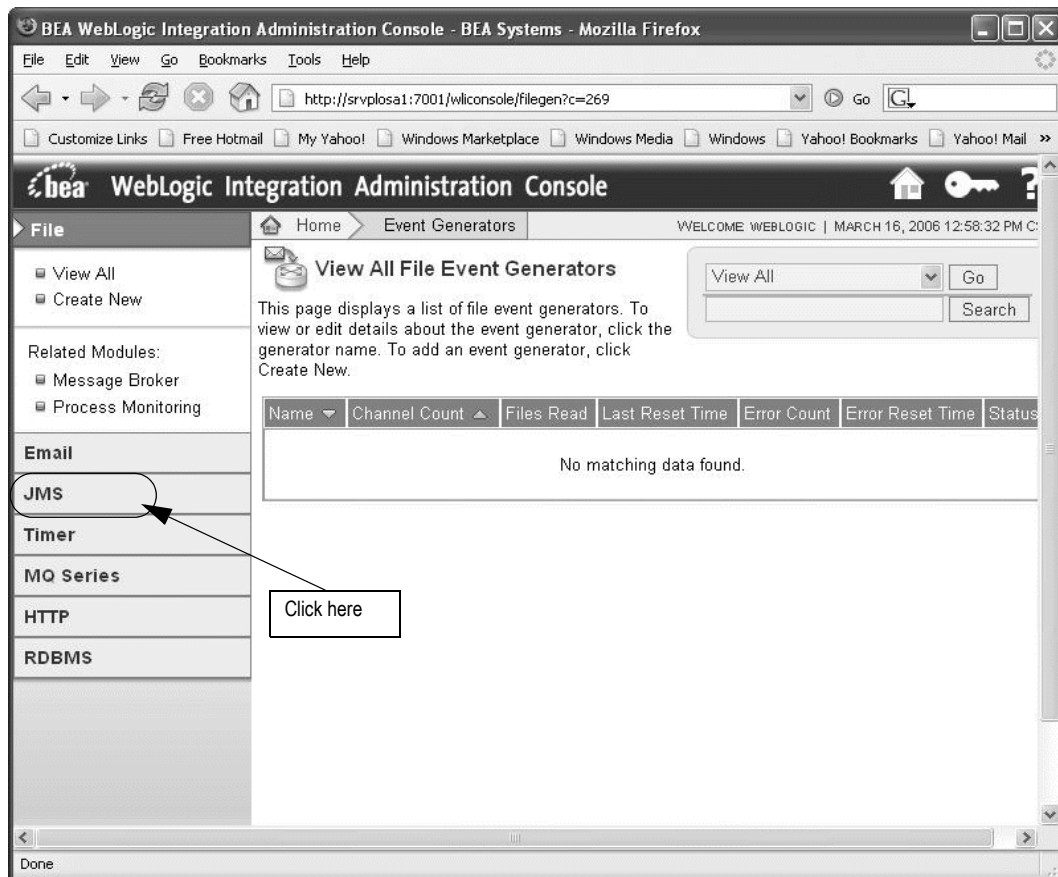 BEA WebLogic Integration Administration Console - BEA Systems - Mozilla Firefox
File Edit View Go Bookmarks Tools Help
http://srvplosa1:7001/wliconsole/filegen?c=269 Go G
Customize Links Free Hotmail My Yahoo! Windows Marketplace Windows Media Windows Yahoo! Bookmarks Yahoo! Mail »
bea WebLogic Integration Administration Console ?
File
View All
Create New
Related Modules:
Message Broker
Process Monitoring
Email
JMS
Timer
MQ Series
HTTP
RDBMS
Home Event Generators
WELCOME WEBLOGIC | MARCH 16, 2006 12:58:32 PM C
View All File Event Generators
This page displays a list of file event generators. To
view or edit details about the event generator, click the
generator name. To add an event generator, click
Create New.
View All Go
Search
Name Channel Count Files Read Last Reset Time Error Count Error Reset Time Status
No matching data found.
Click here
Done